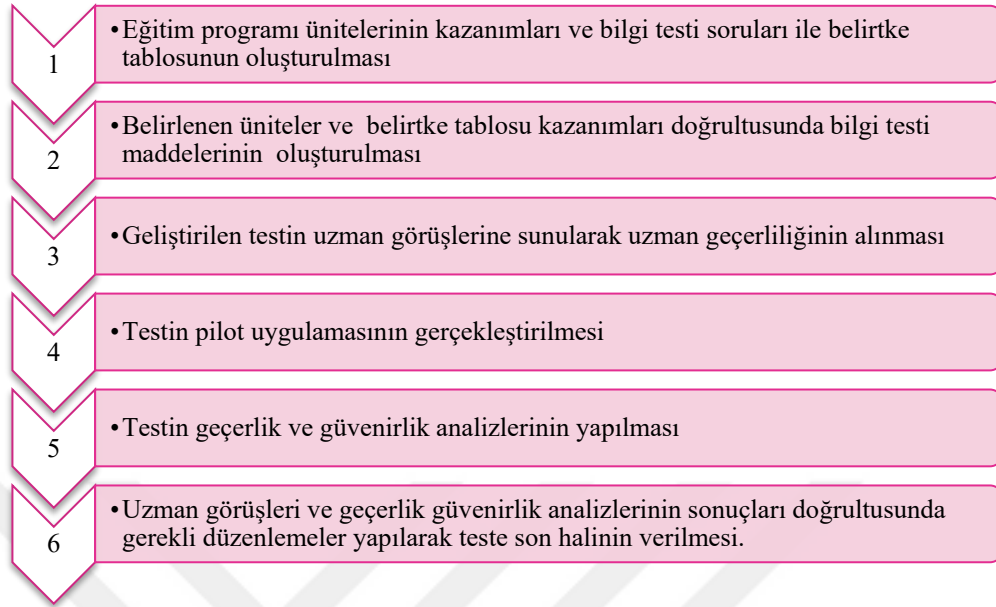 1
•Eğitim programı ünitelerinin kazanımları ve bilgi testi soruları ile belirtke
tablosunun oluşturulması
2
•Belirlenen üniteler ve belirtke tablosu kazanımları doğrultusunda bilgi testi
maddelerinin oluşturulması
3
•Geliştirilen testin uzman görüşlerine sunularak uzman geçerliliğinin alınması
4
•Testin pilot uygulamasının gerçekleştirilmesi
5
•Testin geçerlik ve güvenirlik analizlerinin yapılması
6
•Uzman görüşleri ve geçerlik güvenirlik analizlerinin sonuçları doğrultusunda
gerekli düzenlemeler yapılarak teste son halinin verilmesi.